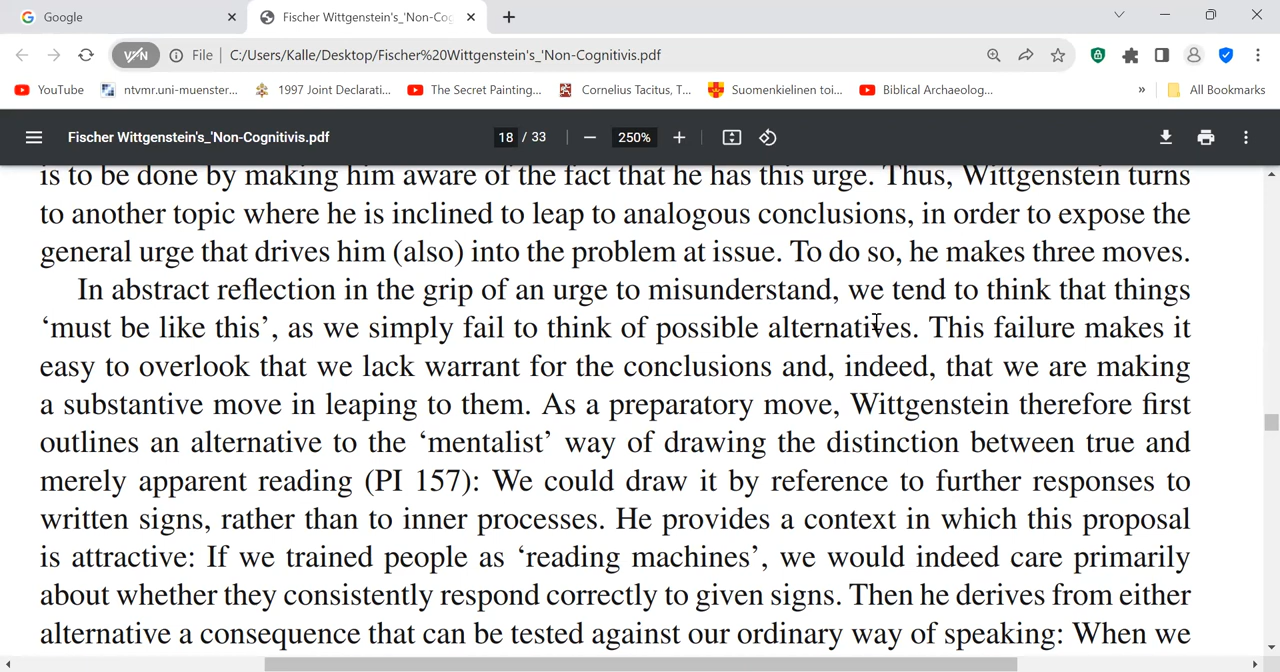 Google
Fischer Wittgenstein's_'Non-Cog
VPN
File
C:/Users/Kalle/Desktop/Fischer%20Wittgenstein's_'Non-Cognitivis.pdf
YouTube
ntvmr.uni-muenster...
1997 Joint Declarati...
The Secret Painting...
Cornelius Tacitus, T...
Suomenkielinen toi...
Biblical Archaeolog...
»
All Bookmarks
Fischer Wittgenstein's_'Non-Cognitivis.pdf
18 / 33
250%
is to be done by making him aware of the fact that he has this urge. Thus, Wittgenstein turns
to another topic where he is inclined to leap to analogous conclusions, in order to expose the
general urge that drives him (also) into the problem at issue. To do so, he makes three moves.
In abstract reflection in the grip of an urge to misunderstand, we tend to think that things
‘must be like this’, as we simply fail to think of possible alternatives. This failure makes it
easy to overlook that we lack warrant for the conclusions and, indeed, that we are making
a substantive move in leaping to them. As a preparatory move, Wittgenstein therefore first
outlines an alternative to the ‘mentalist’ way of drawing the distinction between true and
merely apparent reading (PI 157): We could draw it by reference to further responses to
written signs, rather than to inner processes. He provides a context in which this proposal
is attractive: If we trained people as ‘reading machines’, we would indeed care primarily
about whether they consistently respond correctly to given signs. Then he derives from either
alternative a consequence that can be tested against our ordinary way of speaking: When we